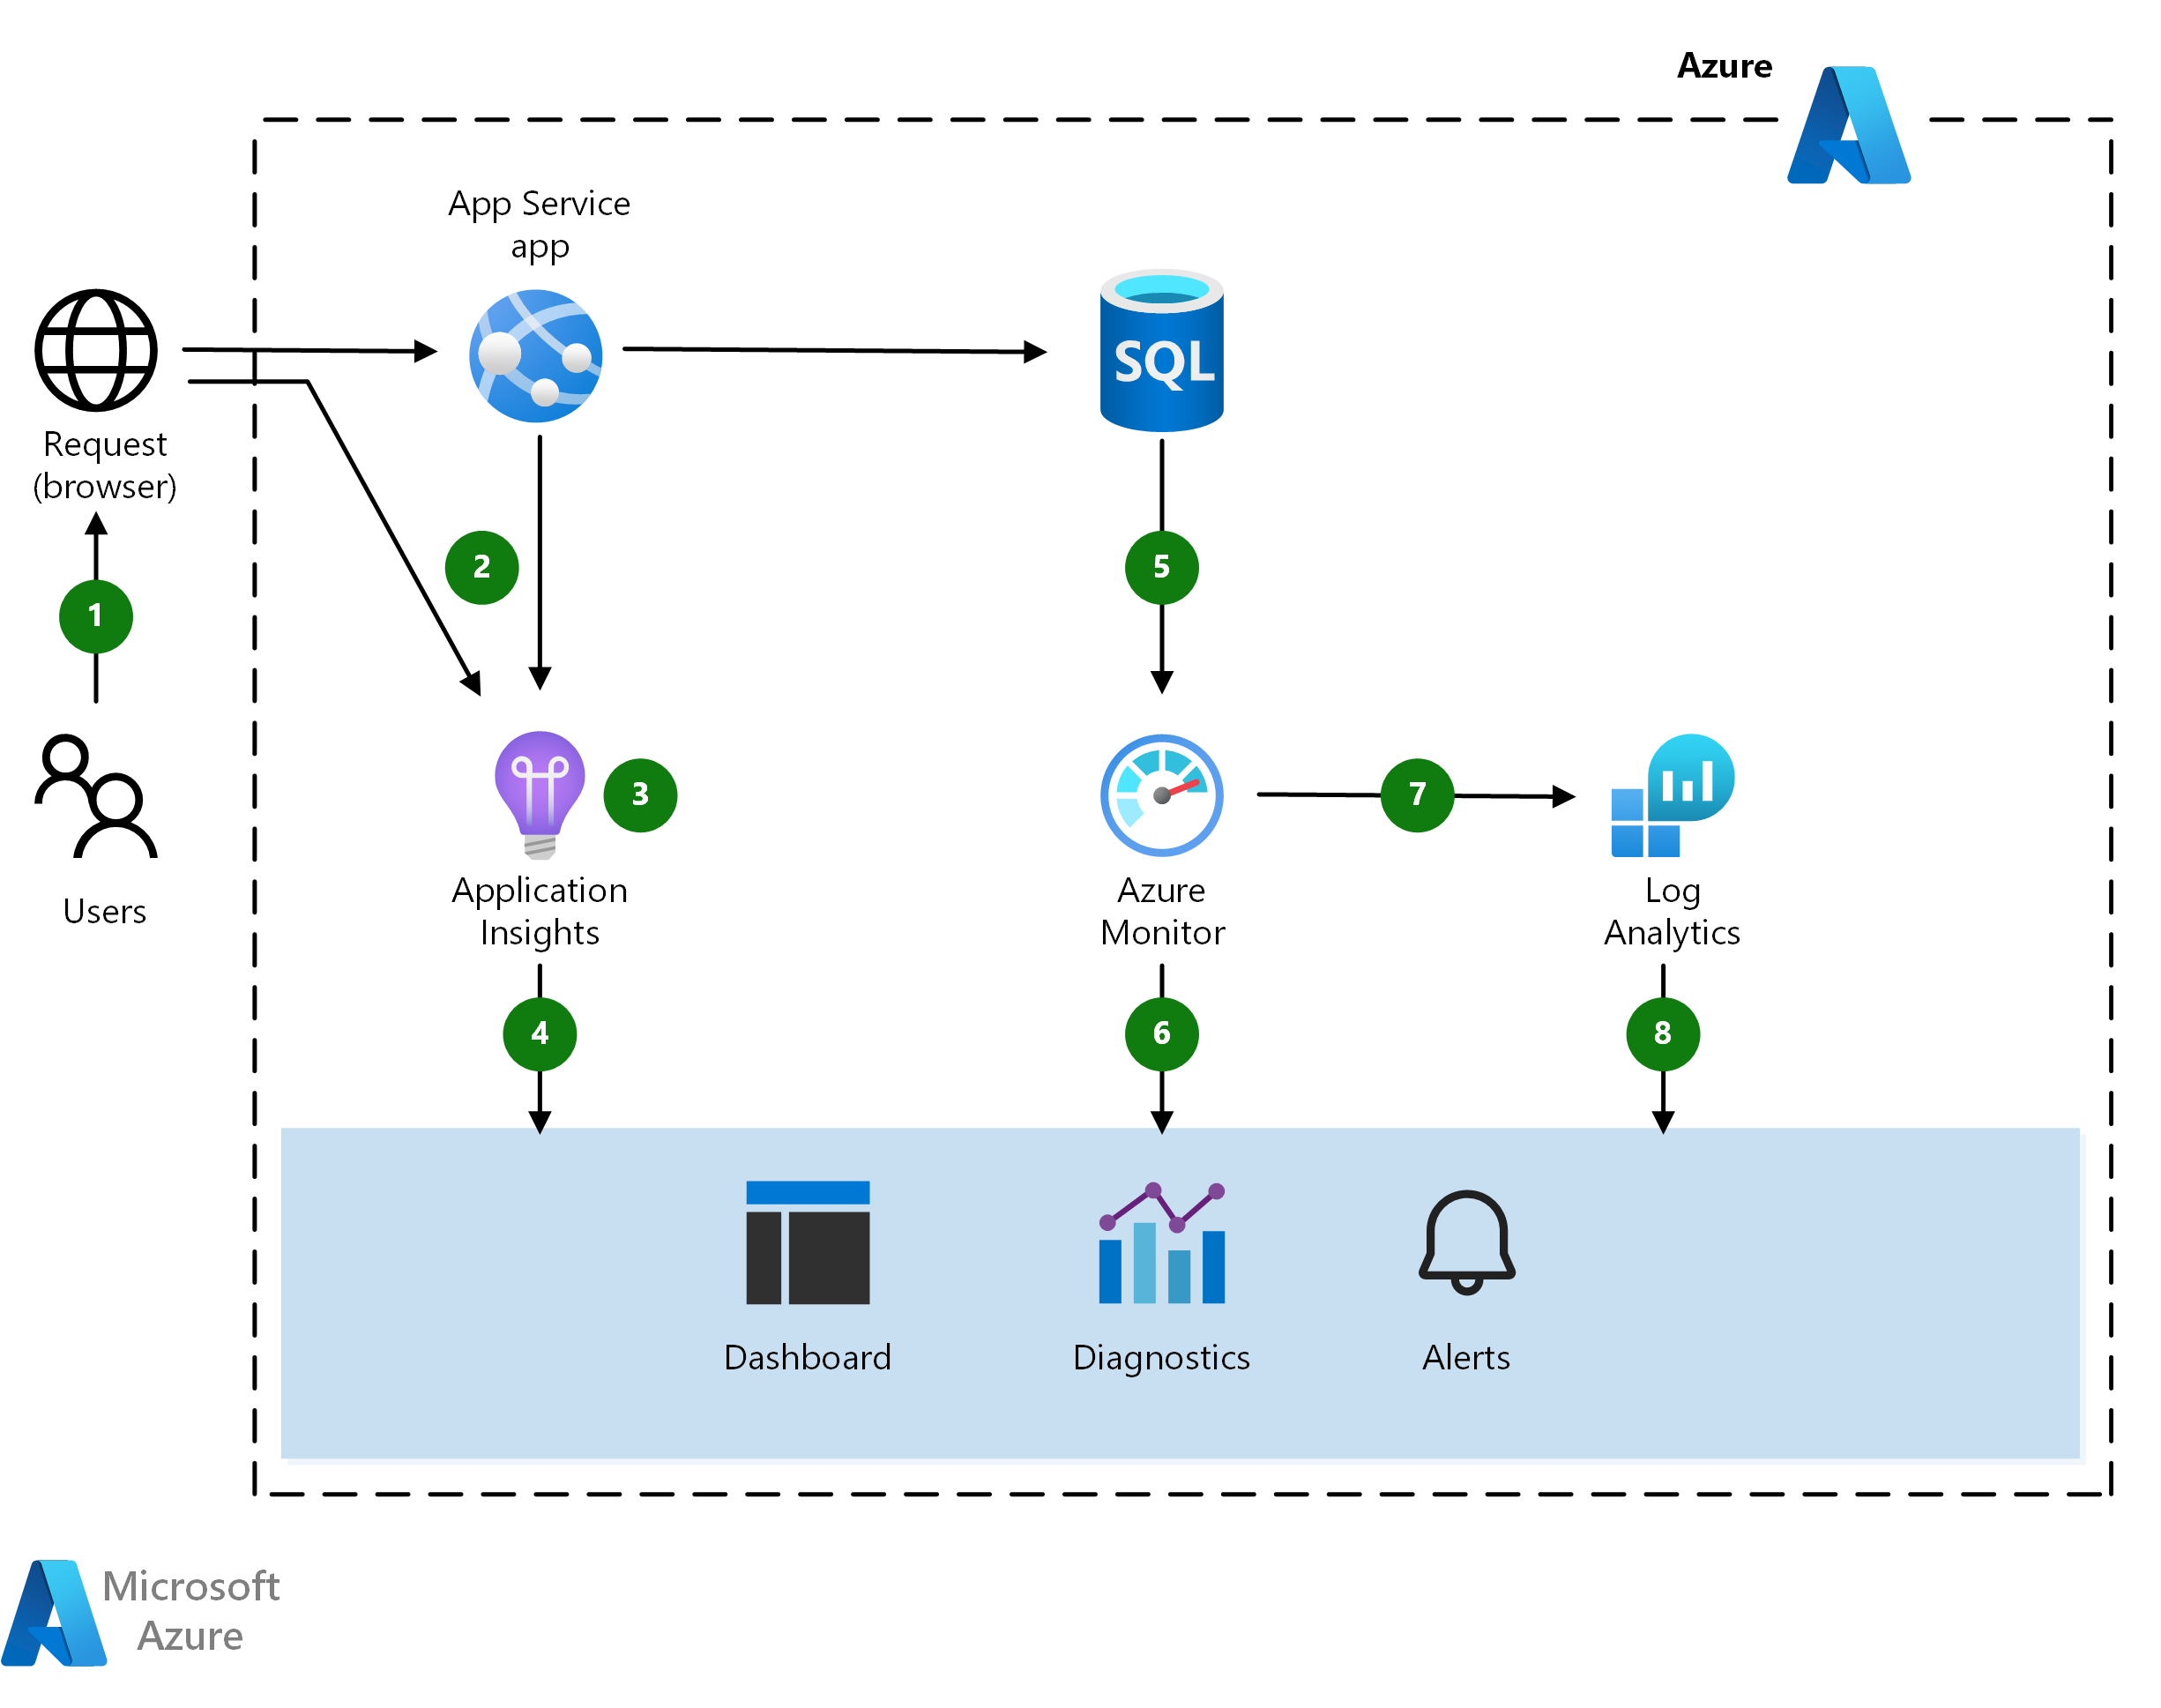 Azure
App Service
app
SQL
Request
(browser)
2
5
1
3
7
Users
Application
Insights
Azure
Monitor
Log
Analytics
4
6
8
Dashboard
Diagnostics
Alerts
Microsoft
Azure